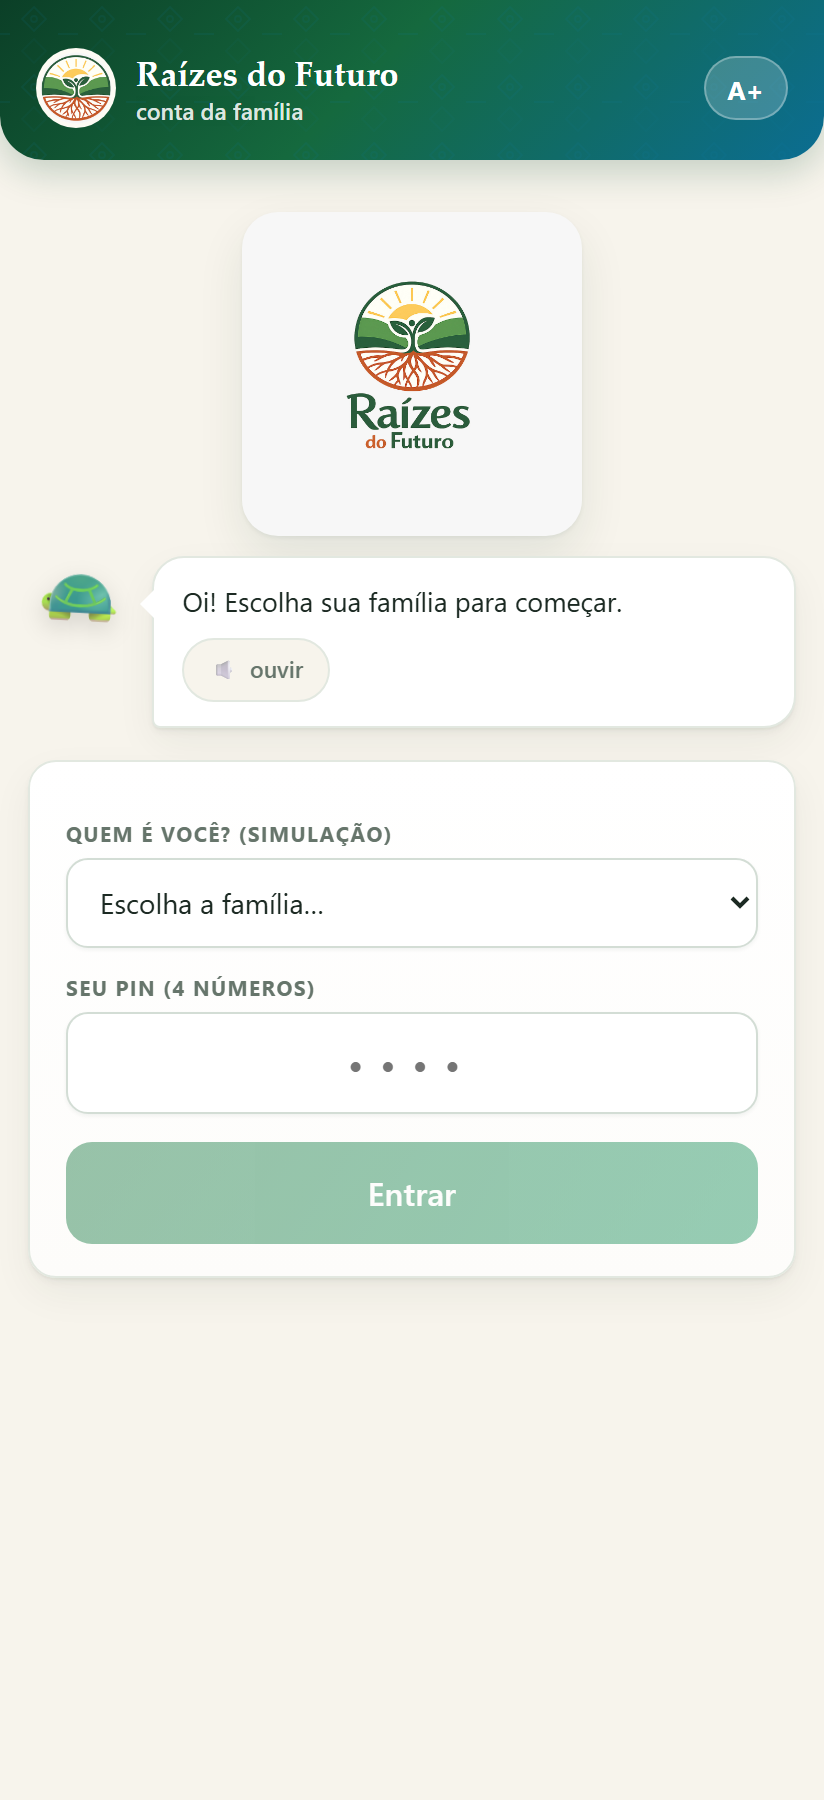 Raízes do Futuro
conta da família
A+
Raízes
do Futuro
Oi! Escolha sua família para começar.
ouvir
QUEM É VOCÊ? (SIMULAÇÃO)
Escolha a família...
SEU PIN (4 NÚMEROS)
• • • •
Entrar